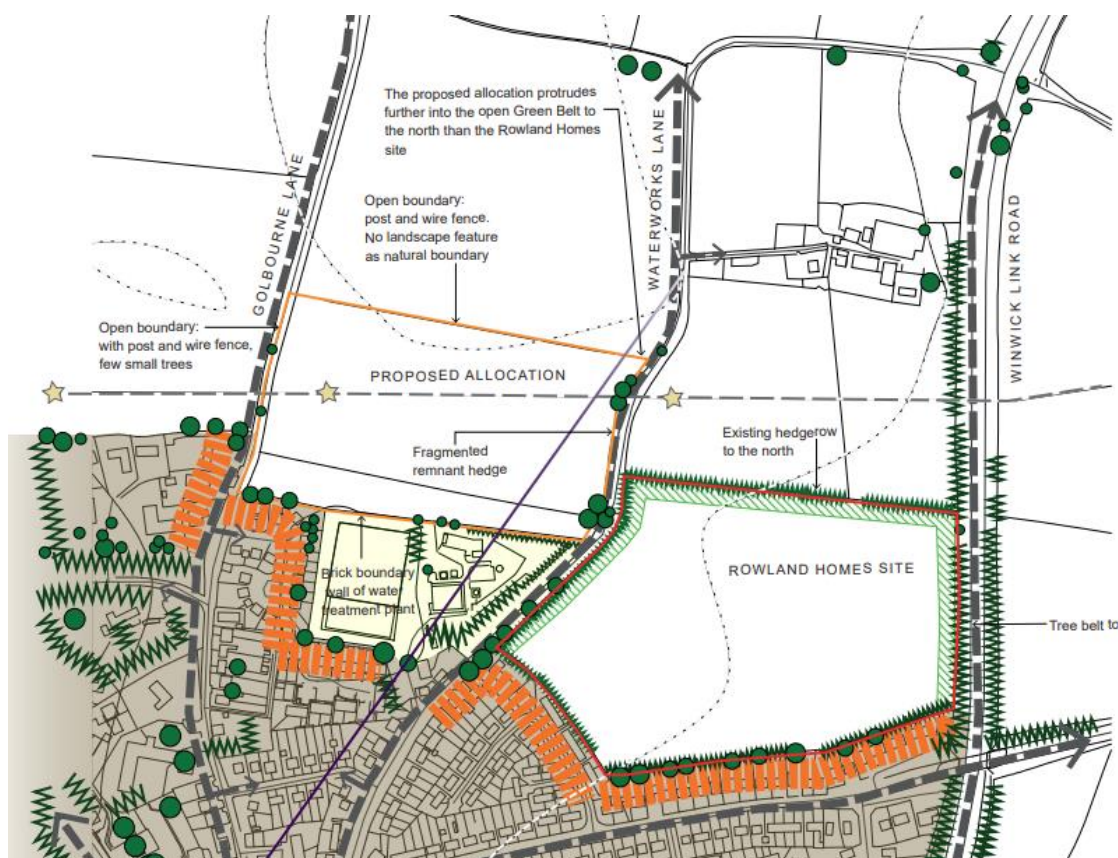 The proposed allocation protrudes
further into the open Green Belt to
the north than the Rowland Homes
site
GOLBOURNE LANE
WATERWORKS LANE
WINWICK LINK ROAD
Open boundary:
post and wire fence.
No landscape feature
as natural boundary
Open boundary:
with post and wire fence,
few small trees
PROPOSED ALLOCATION
Fragmented
remnant hedge
Existing hedgerow
to the north
Brick boundary
wall of water
treatment plant
ROWLAND HOMES SITE
Tree belt to